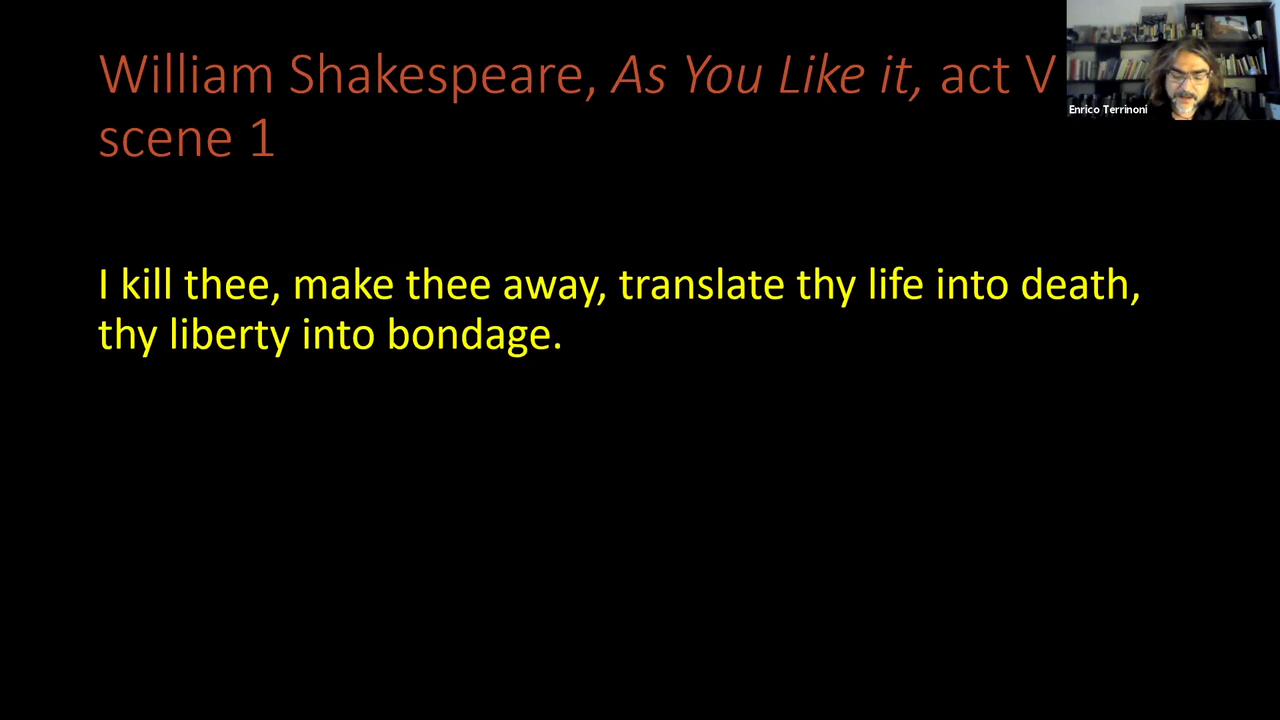 William Shakespeare, As You Like it, act V
scene 1
Enrico Terrinoni
I kill thee, make thee away, translate thy life into death,
thy liberty into bondage.